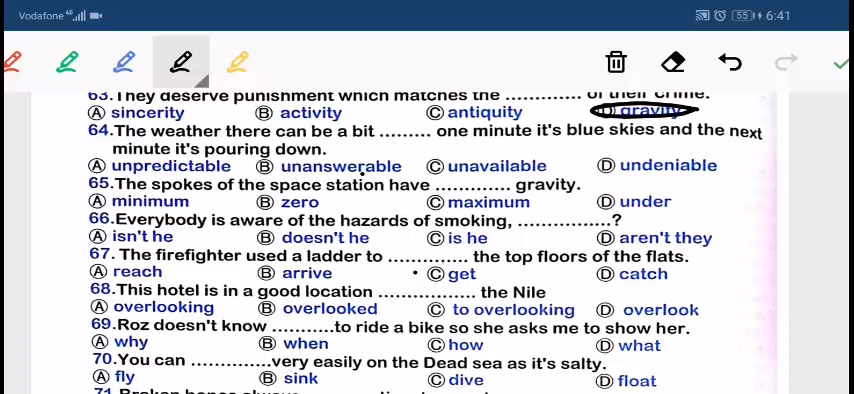 Vodafone 4G 55 6:41
63.They deserve punishment which matches the ............. of their crime.
Ⓐ sincerity Ⓑ activity Ⓒ antiquity Ⓓ gravity
64.The weather there can be a bit ......... one minute it's blue skies and the next
minute it's pouring down.
Ⓐ unpredictable Ⓑ unanswerable Ⓒ unavailable Ⓓ undeniable
65.The spokes of the space station have ............. gravity.
Ⓐ minimum Ⓑ zero Ⓒ maximum Ⓓ under
66.Everybody is aware of the hazards of smoking, ................?
Ⓐ isn't he Ⓑ doesn't he Ⓒ is he Ⓓ aren't they
67. The firefighter used a ladder to .............. the top floors of the flats.
Ⓐ reach Ⓑ arrive Ⓒ get Ⓓ catch
68.This hotel is in a good location ................. the Nile
Ⓐ overlooking Ⓑ overlooked Ⓒ to overlooking Ⓓ overlook
69.Roz doesn't know ...........to ride a bike so she asks me to show her.
Ⓐ why Ⓑ when Ⓒ how Ⓓ what
70.You can ..............very easily on the Dead sea as it's salty.
Ⓐ fly Ⓑ sink Ⓒ dive Ⓓ float
71.Broken bones always